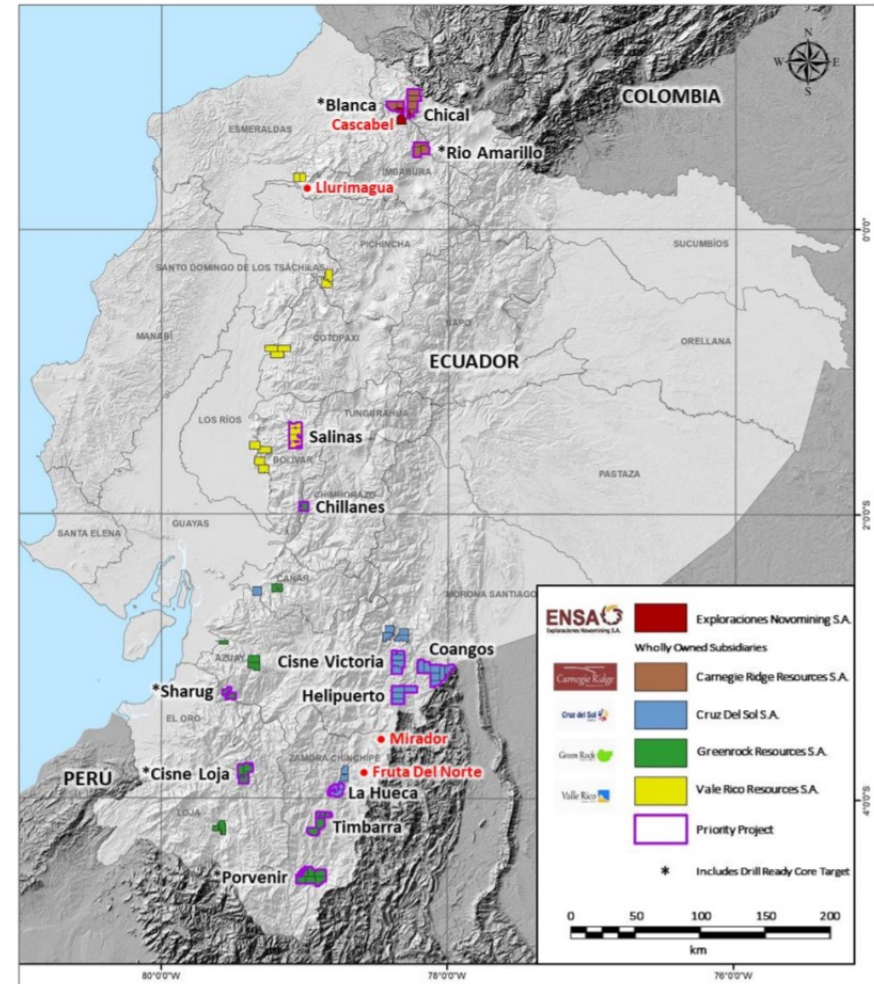 N
W E
S
COLOMBIA
*Blanca
Chical
Cascabel
ESMERALDAS
*Rio Amarillo
IMBABURA
Llurimagua
0°0'0"
PICHINCHA
SUCUMBÍOS
SANTO DOMINGO DE LOS TSÁCHILAS
NAPO
MANABÍ
COTOPAXI
ORELLANA
ECUADOR
LOS RÍOS
TUNGURAHUA
Salinas
BOLIVAR
PASTAZA
CHIMBORAZO
Chillanes
2°0'0"S
GUAYAS
SANTA ELENA
CAÑAR
MORONA SANTIAGO
AZUAY
Cisne Victoria
Coangos
*Sharug
Helipuerto
EL ORO
Mirador
ZAMORA CHINCHIPE
PERÚ
*Cisne Loja
Fruta Del Norte
La Hueca
4°0'0"S
LOJA
Timbarra
*Porvenir
ENSA
Exploraciones Novomining S.A.
Exploraciones Novomining S.A.
Wholly Owned Subsidiaries
Carnegie Ridge
Carnegie Ridge Resources S.A.
Cruz del Sol
Cruz Del Sol S.A.
Green Rock
Greenrock Resources S.A.
Valle Rico
Vale Rico Resources S.A.
Priority Project
* Includes Drill Ready Core Target
0 50 100 150 200
km
80°0'0"W 78°0'0"W 76°0'0"W